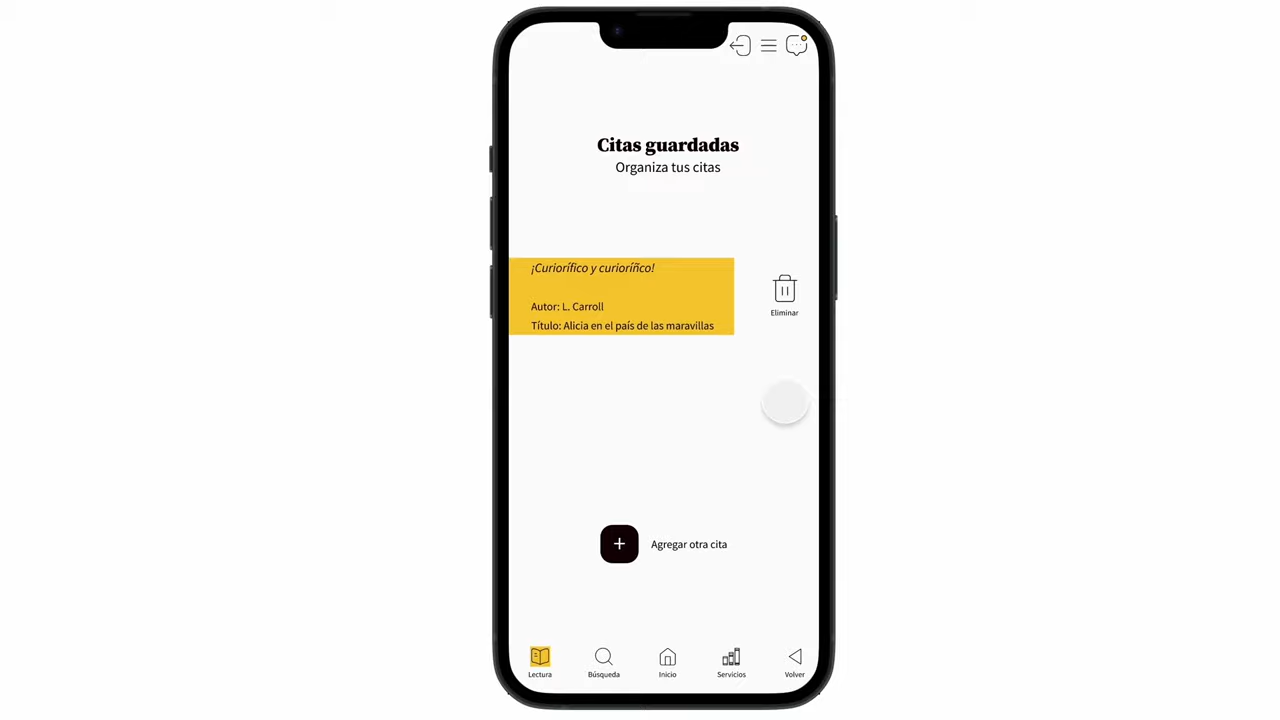 Citas guardadas
Organiza tus citas
¡Curiorífico y curioríñco!
Autor: L. Carroll
Título: Alicia en el país de las maravillas
Eliminar
Agregar otra cita
Lectura
Búsqueda
Inicio
Servicios
Volver